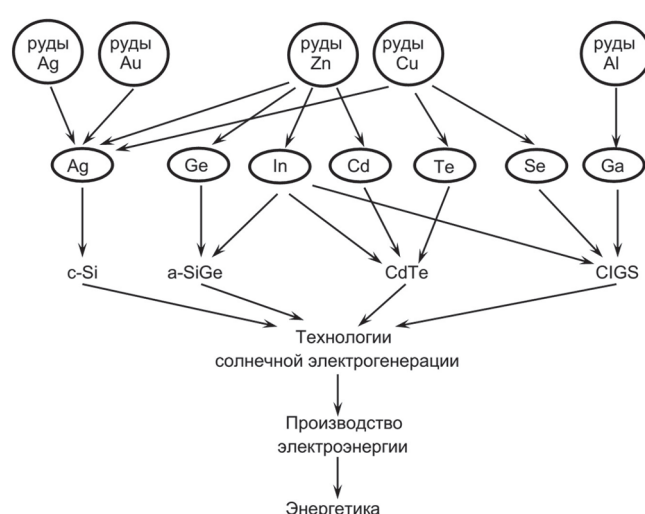 руды
Ag
руды
Au
руды
Zn
руды
Cu
руды
Al
Ag
Ge
In
Cd
Te
Se
Ga
c-Si
a-SiGe
CdTe
CIGS
Технологии
солнечной электрогенерации
Производство
электроэнергии
Энергетика